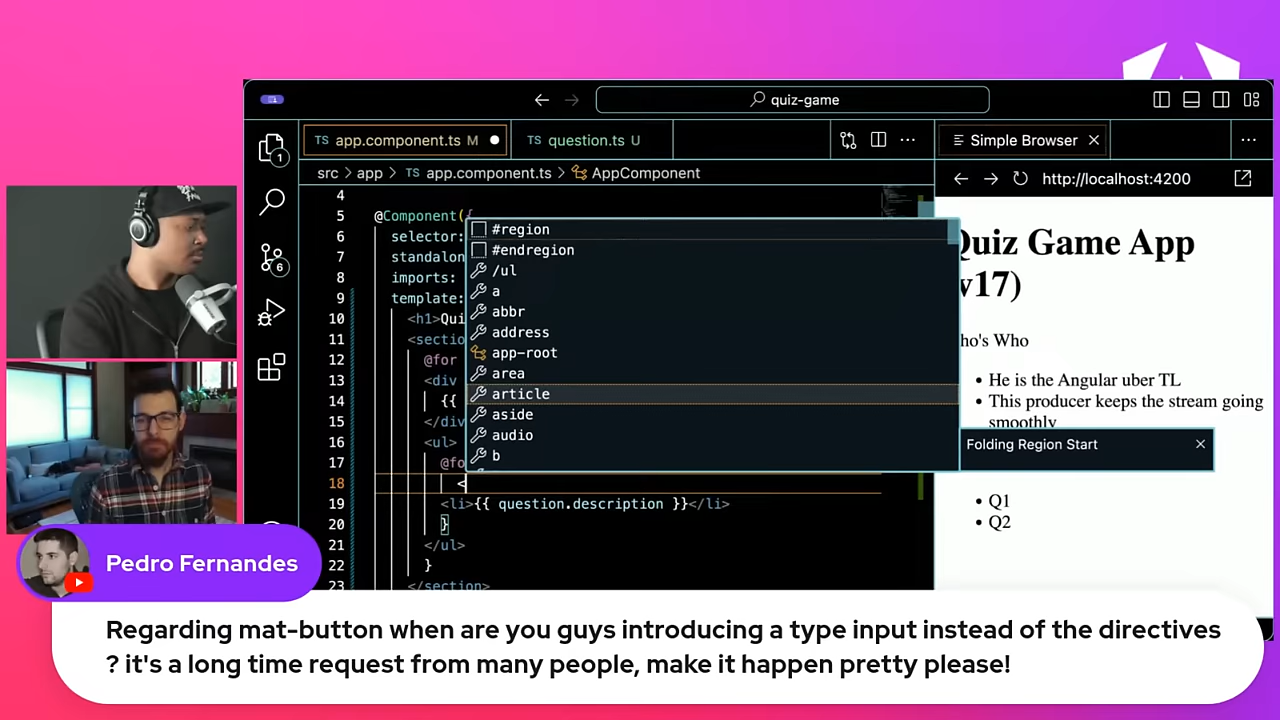 quiz-game
TS app.component.ts M
TS question.ts U
Simple Browser
1
src > app > TS app.component.ts > AppComponent
http://localhost:4200
4
5 @Component({
6 selector:
7 standalon
8 imports:
9 template:
10 <h1>Qui
11 <section
12 @for
13 <div
14 {{
15 </div
16 <ul>
17 @fo
18 <
19 <li>{{ question.description }}</li>
20 }
21 </ul>
22 }
23 </section>
6
#region
#endregion
/ul
a
abbr
address
app-root
area
article
aside
audio
b
Quiz Game App
v17)
ho's Who
• He is the Angular uber TL
• This producer keeps the stream going
smoothly
Folding Region Start
• Q1
• Q2
Pedro Fernandes
Regarding mat-button when are you guys introducing a type input instead of the directives
? it's a long time request from many people, make it happen pretty please!